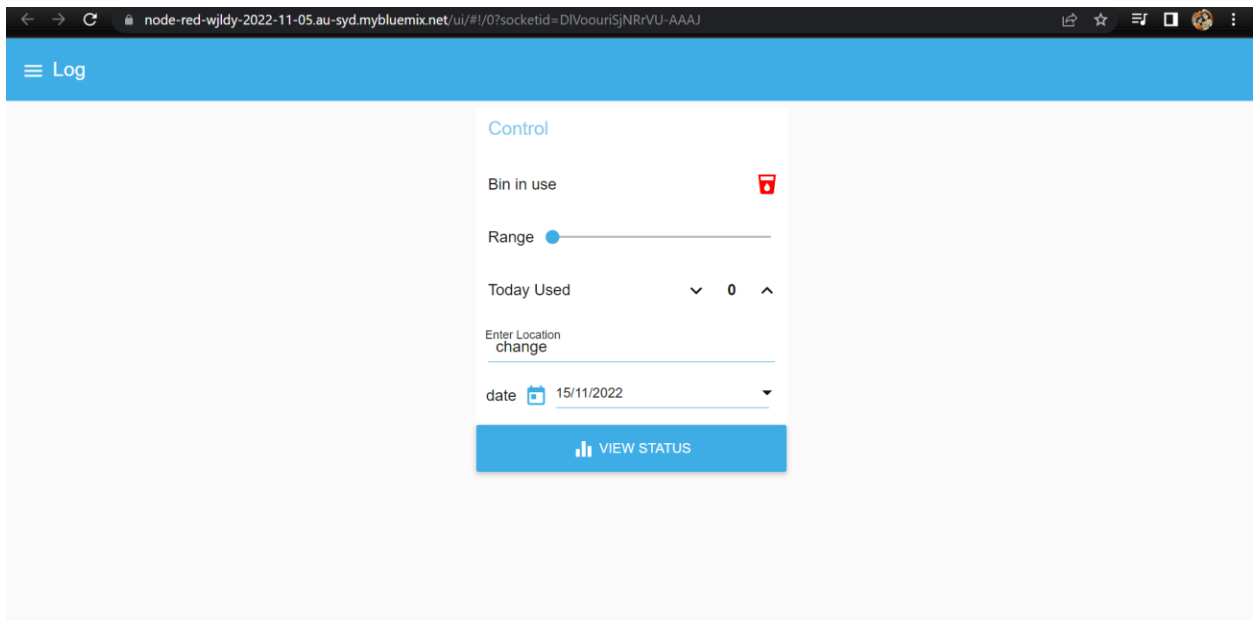 node-red-wjldy-2022-11-05.au-syd.mybluemix.net/ui/#!/0?socketid=DlVoouriSjNRrVU-AAAJ
Log
Control
Bin in use
Range
Today Used 0
Enter Location
change
date 15/11/2022
VIEW STATUS